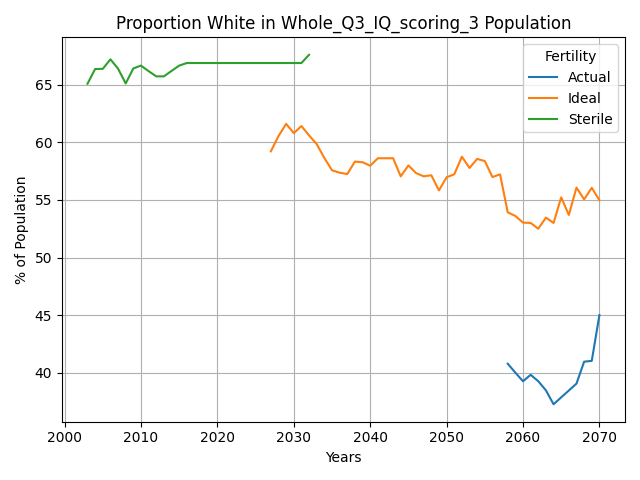 Proportion White in Whole_Q3_IQ_scoring_3 Population
% of Population
65
60
55
50
45
40
Fertility
Actual
Ideal
Sterile
2000 2010 2020 2030 2040 2050 2060 2070
Years